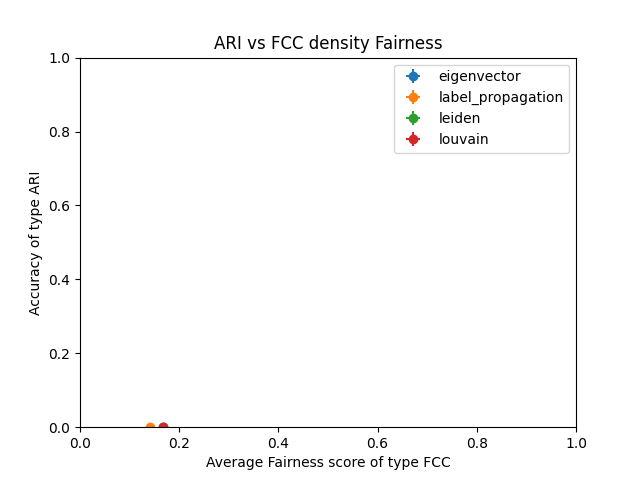 ARI vs FCC density Fairness
1.0
0.8
0.6
0.4
0.2
0.0
Accuracy of type ARI
eigenvector
label_propagation
leiden
louvain
0.0 0.2 0.4 0.6 0.8 1.0
Average Fairness score of type FCC